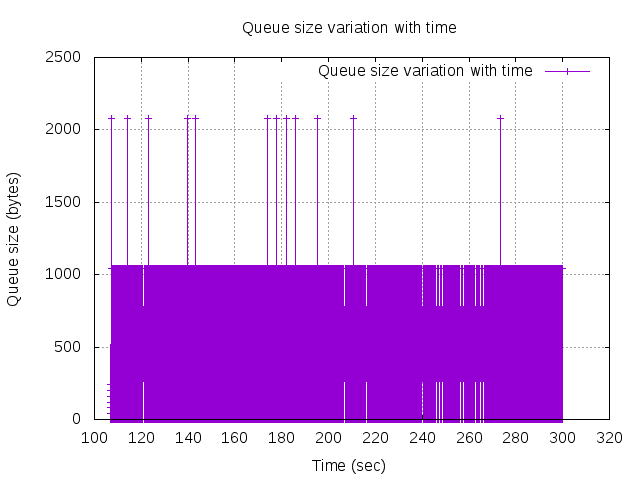 Queue size variation with time
Queue size variation with time
2500
2000
1500
1000
500
0
Queue size (bytes)
100 120 140 160 180 200 220 240 260 280 300 320
Time (sec)